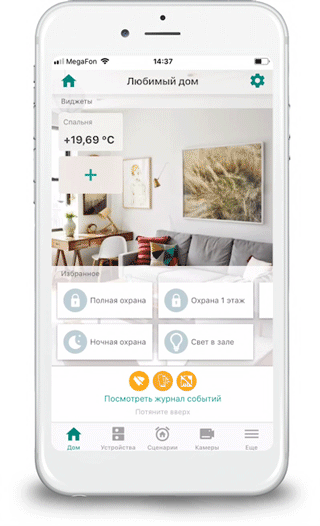 MegaFon 14:37
Любимый дом
Виджеты
Спальня
+19,69 °C
+
Избранное
Полная охрана Охрана 1 этаж
Ночная охрана Свет в зале
Посмотреть журнал событий
Потяните вверх
Дом Устройства Сценарии Камеры Еще